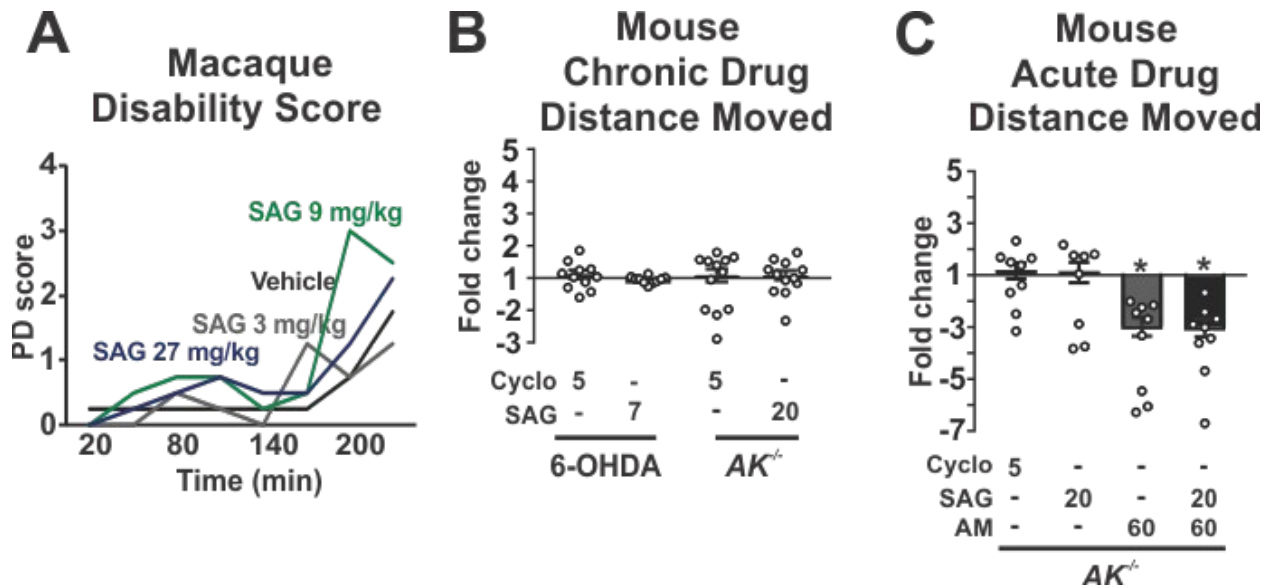 A
Macaque
Disability Score
4
3
2
1
0
PD score
SAG 9 mg/kg
Vehicle
SAG 3 mg/kg
SAG 27 mg/kg
20 80 140 200
Time (min)
B
Mouse
Chronic Drug
Distance Moved
5
4
3
2
1
-2
-3
Fold change
Cyclo 5 - 5 -
SAG - 7 - 20
6-OHDA AK-/-
C
Mouse
Acute Drug
Distance Moved
5
1
-3
-5
-7
Fold change
* *
Cyclo 5 - - -
SAG - 20 - 20
AM - - 60 60
AK-/-